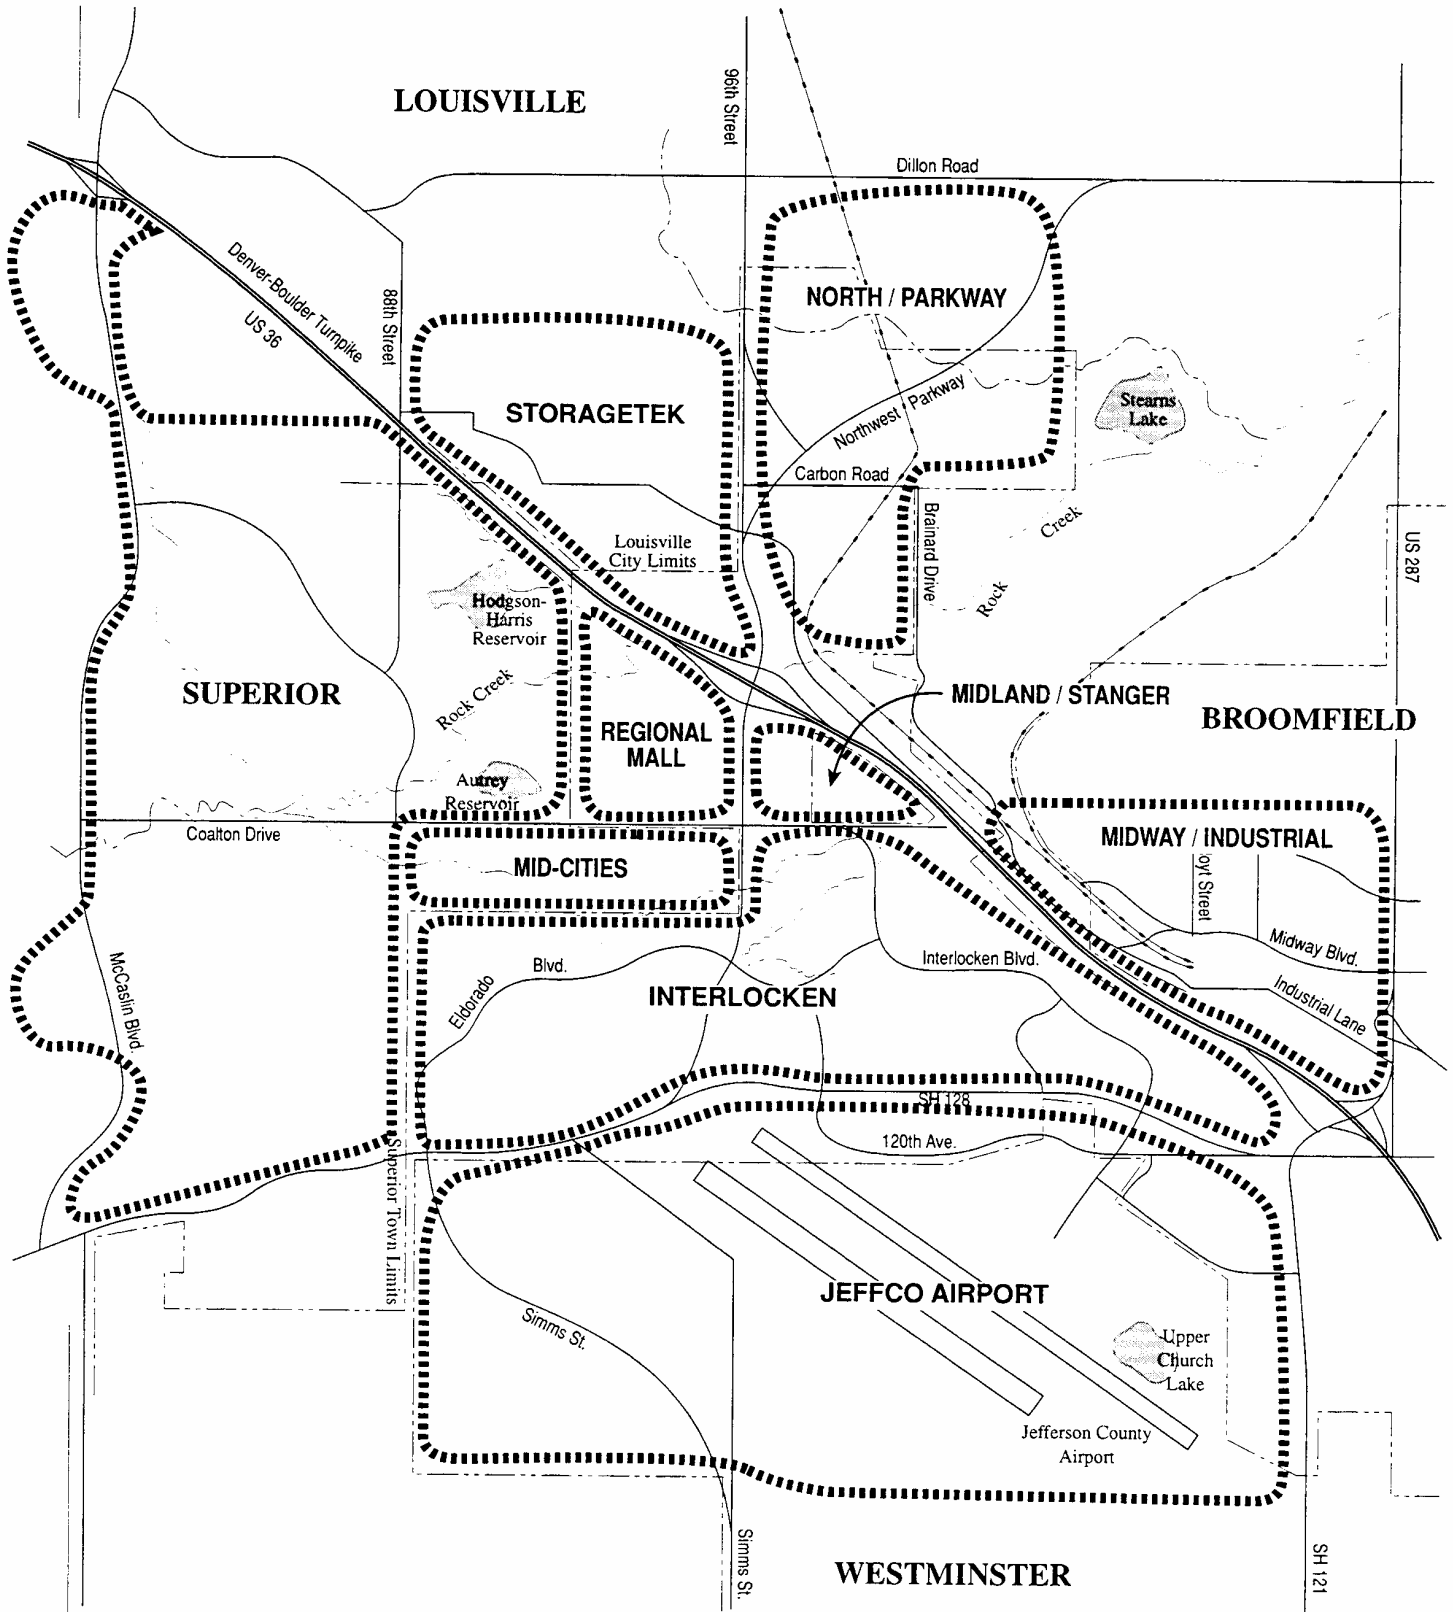 LOUISVILLE
96th Street
Dillon Road
Denver-Boulder Turnpike
US 36
88th Street
NORTH / PARKWAY
STORAGETEK
Northwest Parkway
Stearns
Lake
Carbon Road
Brainard Drive
Creek
Rock
US 287
Louisville
City Limits
Hodgson-
Harris
Reservoir
SUPERIOR
Rock Creek
REGIONAL
MALL
MIDLAND / STANGER
BROOMFIELD
Autrey
Reservoir
Coalton Drive
MID-CITIES
MIDWAY / INDUSTRIAL
oyt Street
Midway Blvd.
Industrial Lane
McCaslin Blvd.
Eldorado
Blvd.
Interlocken Blvd.
INTERLOCKEN
SH 128
120th Ave.
Superior Town Limits
JEFFCO AIRPORT
Simms St.
Upper
Church
Lake
Jefferson County
Airport
Simms St.
WESTMINSTER
SH 121